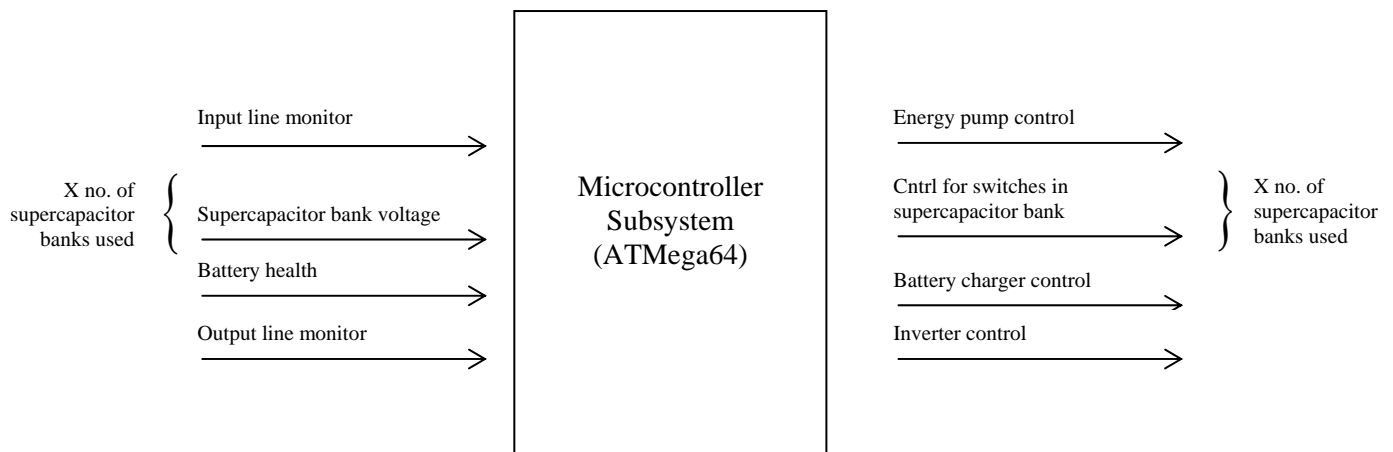 Input line monitor
X no. of
supercapacitor
banks used
Supercapacitor bank voltage
Battery health
Output line monitor
Microcontroller
Subsystem
(ATMega64)
Energy pump control
Cntrl for switches in
supercapacitor bank
X no. of
supercapacitor
banks used
Battery charger control
Inverter control